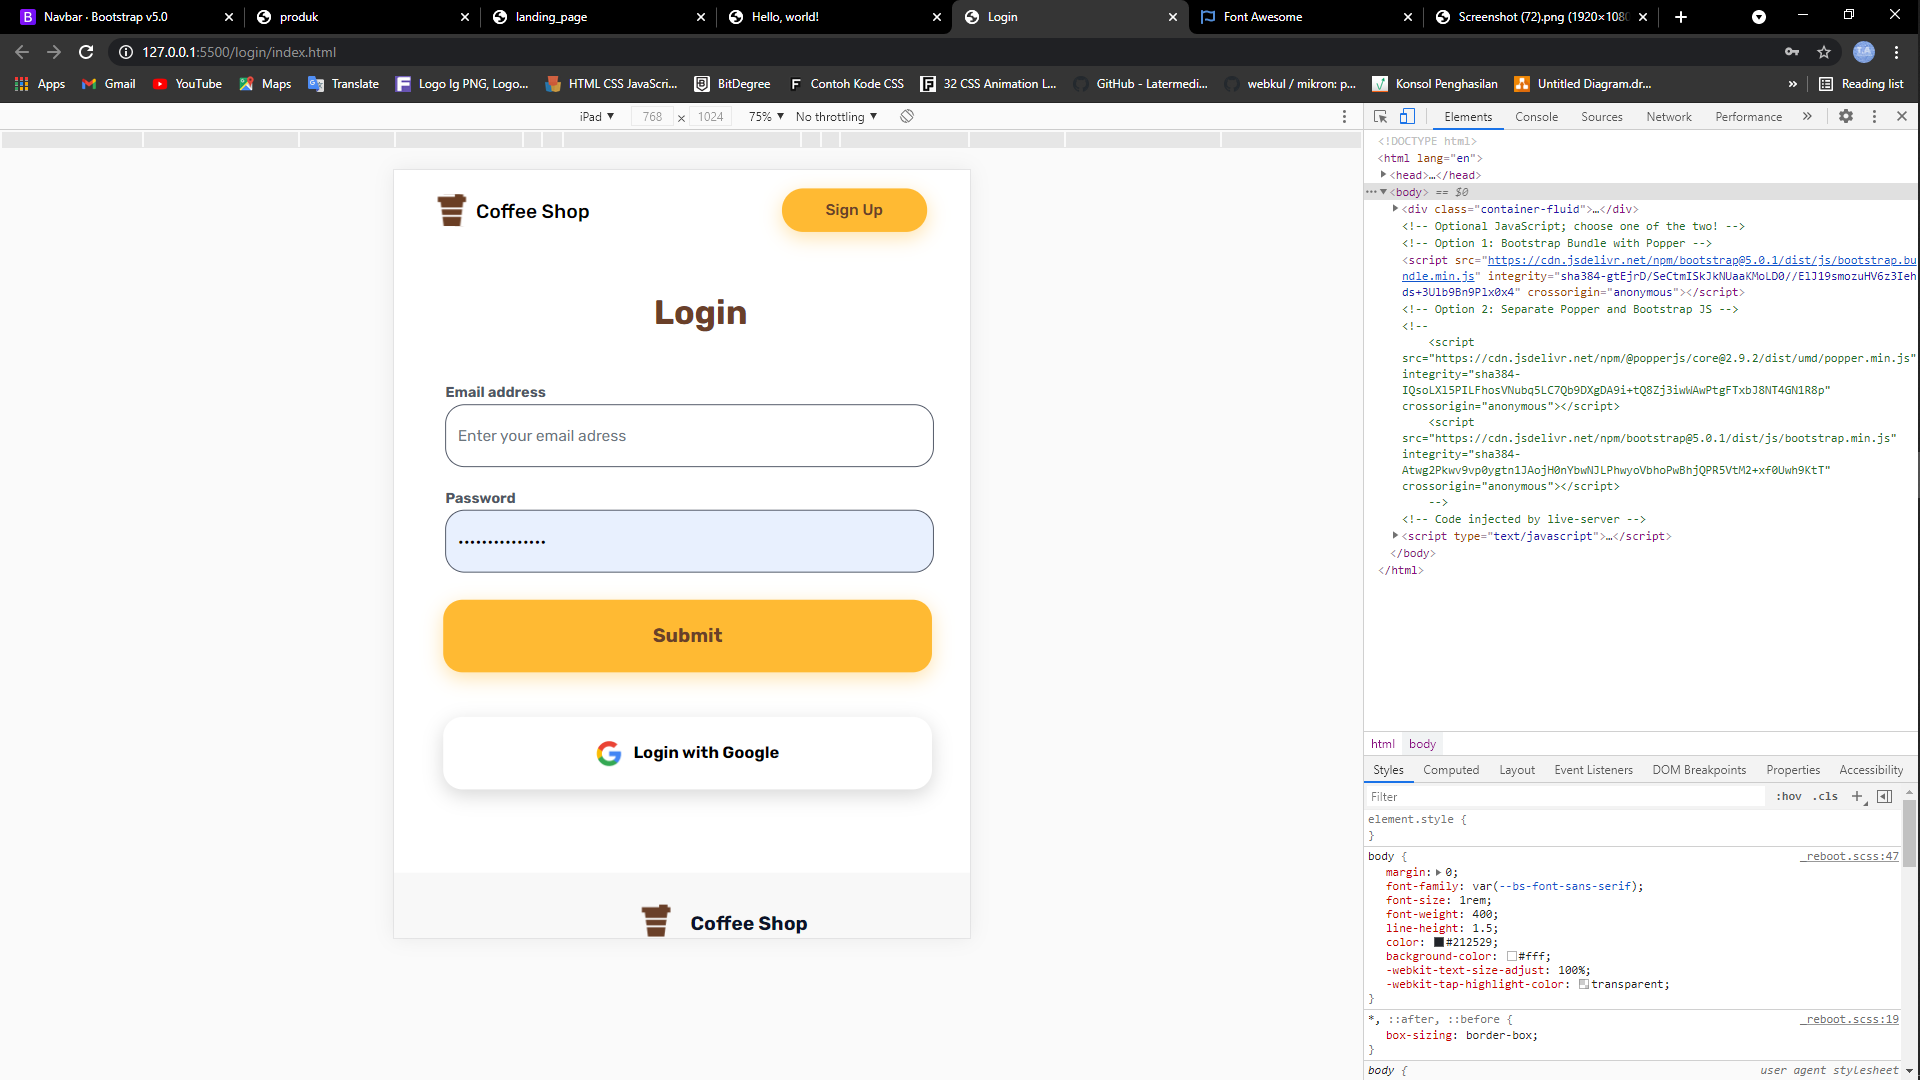 Navbar · Bootstrap v5.0
produk
landing_page
Hello, world!
Login
Font Awesome
Screenshot (72).png (1920×1080
127.0.0.1:5500/login/index.html
Apps
Gmail
YouTube
Maps
Translate
Logo Ig PNG, Logo...
HTML CSS JavaScri...
BitDegree
Contoh Kode CSS
32 CSS Animation L...
GitHub - Latermedi...
webkul / mikron: p...
Konsol Penghasilan
Untitled Diagram.dr...
»
Reading list
iPad ▼ 768 × 1024 75% ▼ No throttling ▼
Coffee Shop
Sign Up
Login
Email address
Enter your email adress
Password
•••••••••••••••
Submit
Login with Google
Coffee Shop
Elements Console Sources Network Performance »
<!DOCTYPE html>
<html lang="en">
<head>…</head>
<body> == $0
<div class="container-fluid">…</div>
<!-- Optional JavaScript; choose one of the two! -->
<!-- Option 1: Bootstrap Bundle with Popper -->
<script src="https://cdn.jsdelivr.net/npm/bootstrap@5.0.1/dist/js/bootstrap.bu
ndle.min.js" integrity="sha384-gtEjrD/SeCtmISkJkNUaaKMoLD0//ElJ19smozuHV6z3Ieh
ds+3Ulb9Bn9Plx0x4" crossorigin="anonymous"></script>
<!-- Option 2: Separate Popper and Bootstrap JS -->
<!--
<script
src="https://cdn.jsdelivr.net/npm/@popperjs/core@2.9.2/dist/umd/popper.min.js"
integrity="sha384-
IQsoLXl5PILFhosVNubq5LC7Qb9DXgDA9i+tQ8Zj3iwWAwPtgFTxbJ8NT4GN1R8p"
crossorigin="anonymous"></script>
<script
src="https://cdn.jsdelivr.net/npm/bootstrap@5.0.1/dist/js/bootstrap.min.js"
integrity="sha384-
Atwg2Pkwv9vp0ygtn1JAojH0nYbwNJLPhwyoVbhoPwBhjQPR5VtM2+xf0Uwh9KtT"
crossorigin="anonymous"></script>
-->
<!-- Code injected by live-server -->
<script type="text/javascript">…</script>
</body>
</html>
html body
Styles Computed Layout Event Listeners DOM Breakpoints Properties Accessibility
Filter :hov .cls +
element.style {
}
body { _reboot.scss:47
margin: 0;
font-family: var(--bs-font-sans-serif);
font-size: 1rem;
font-weight: 400;
line-height: 1.5;
color: #212529;
background-color: #fff;
-webkit-text-size-adjust: 100%;
-webkit-tap-highlight-color: transparent;
}
*, ::after, ::before { _reboot.scss:19
box-sizing: border-box;
}
body { user agent stylesheet